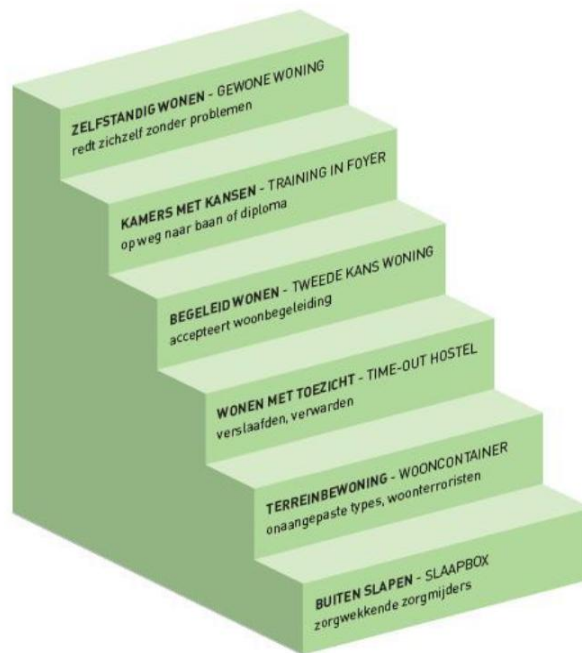 ZELFSTANDIG WONEN - GEWONE WONING
redt zichzelf zonder problemen
KAMERS MET KANSEN - TRAINING IN FOYER
op weg naar baan of diploma
BEGELEID WONEN - TWEEDE KANS WONING
accepteert woonbegeleiding
WONEN MET TOEZICHT - TIME-OUT HOSTEL
verslaafden, verwarden
TERREINBEWONING - WOONCONTAINER
onaangepaste types, woonterroristen
BUITEN SLAPEN - SLAAPBOX
zorgwekkende zorgmijders